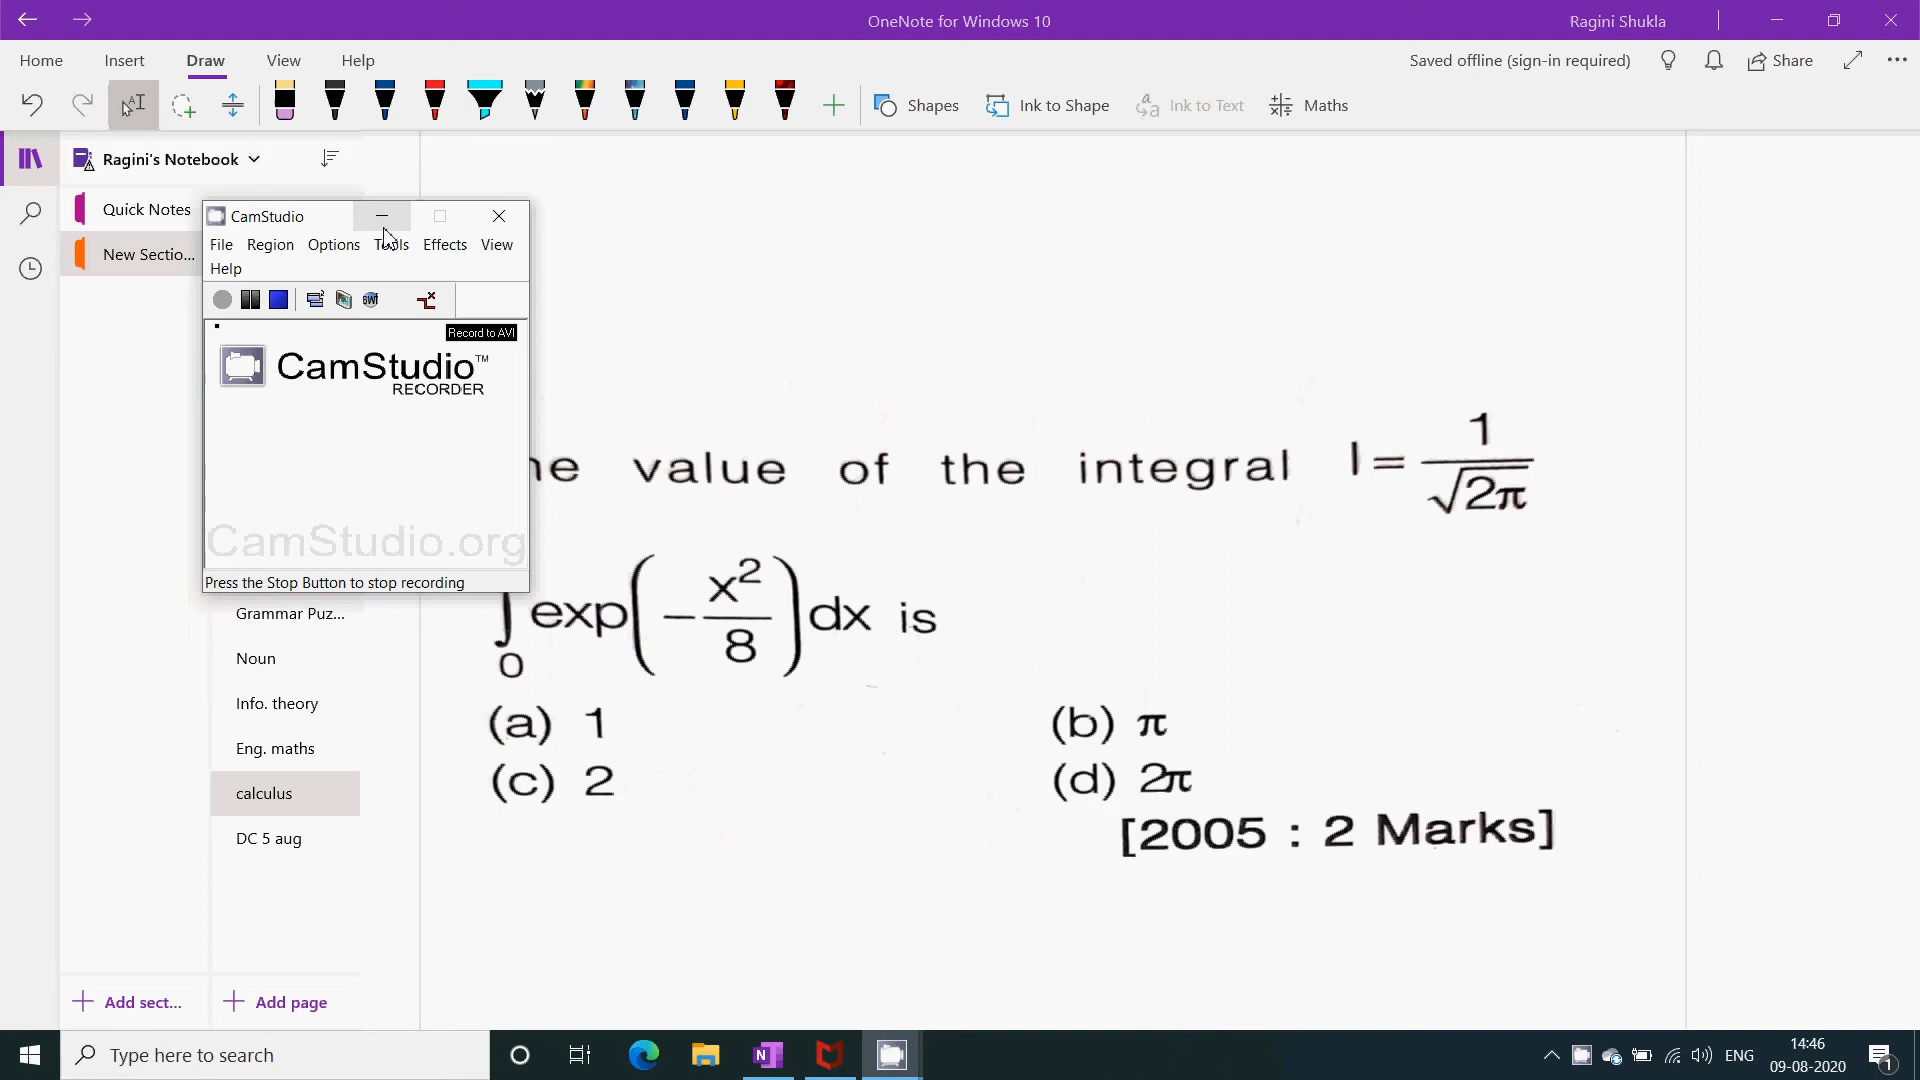 OneNote for Windows 10
Ragini Shukla
Home Insert Draw View Help
Saved offline (sign-in required) Share
Shapes Ink to Shape Ink to Text Maths
Ragini's Notebook
Quick Notes
New Sectio...
CamStudio
File Region Options Tools Effects View
Help
Record to AVI
CamStudio™
RECORDER
CamStudio.org
Press the Stop Button to stop recording
value of the integral I = 1/√2π
∫ 0 exp(-x²/8)dx is
(a) 1 (b) π
(c) 2 (d) 2π
[2005 : 2 Marks]
Grammar Puz...
Noun
Info. theory
Eng. maths
calculus
DC 5 aug
Add sect... Add page
Type here to search
ENG
14:46
09-08-2020
1